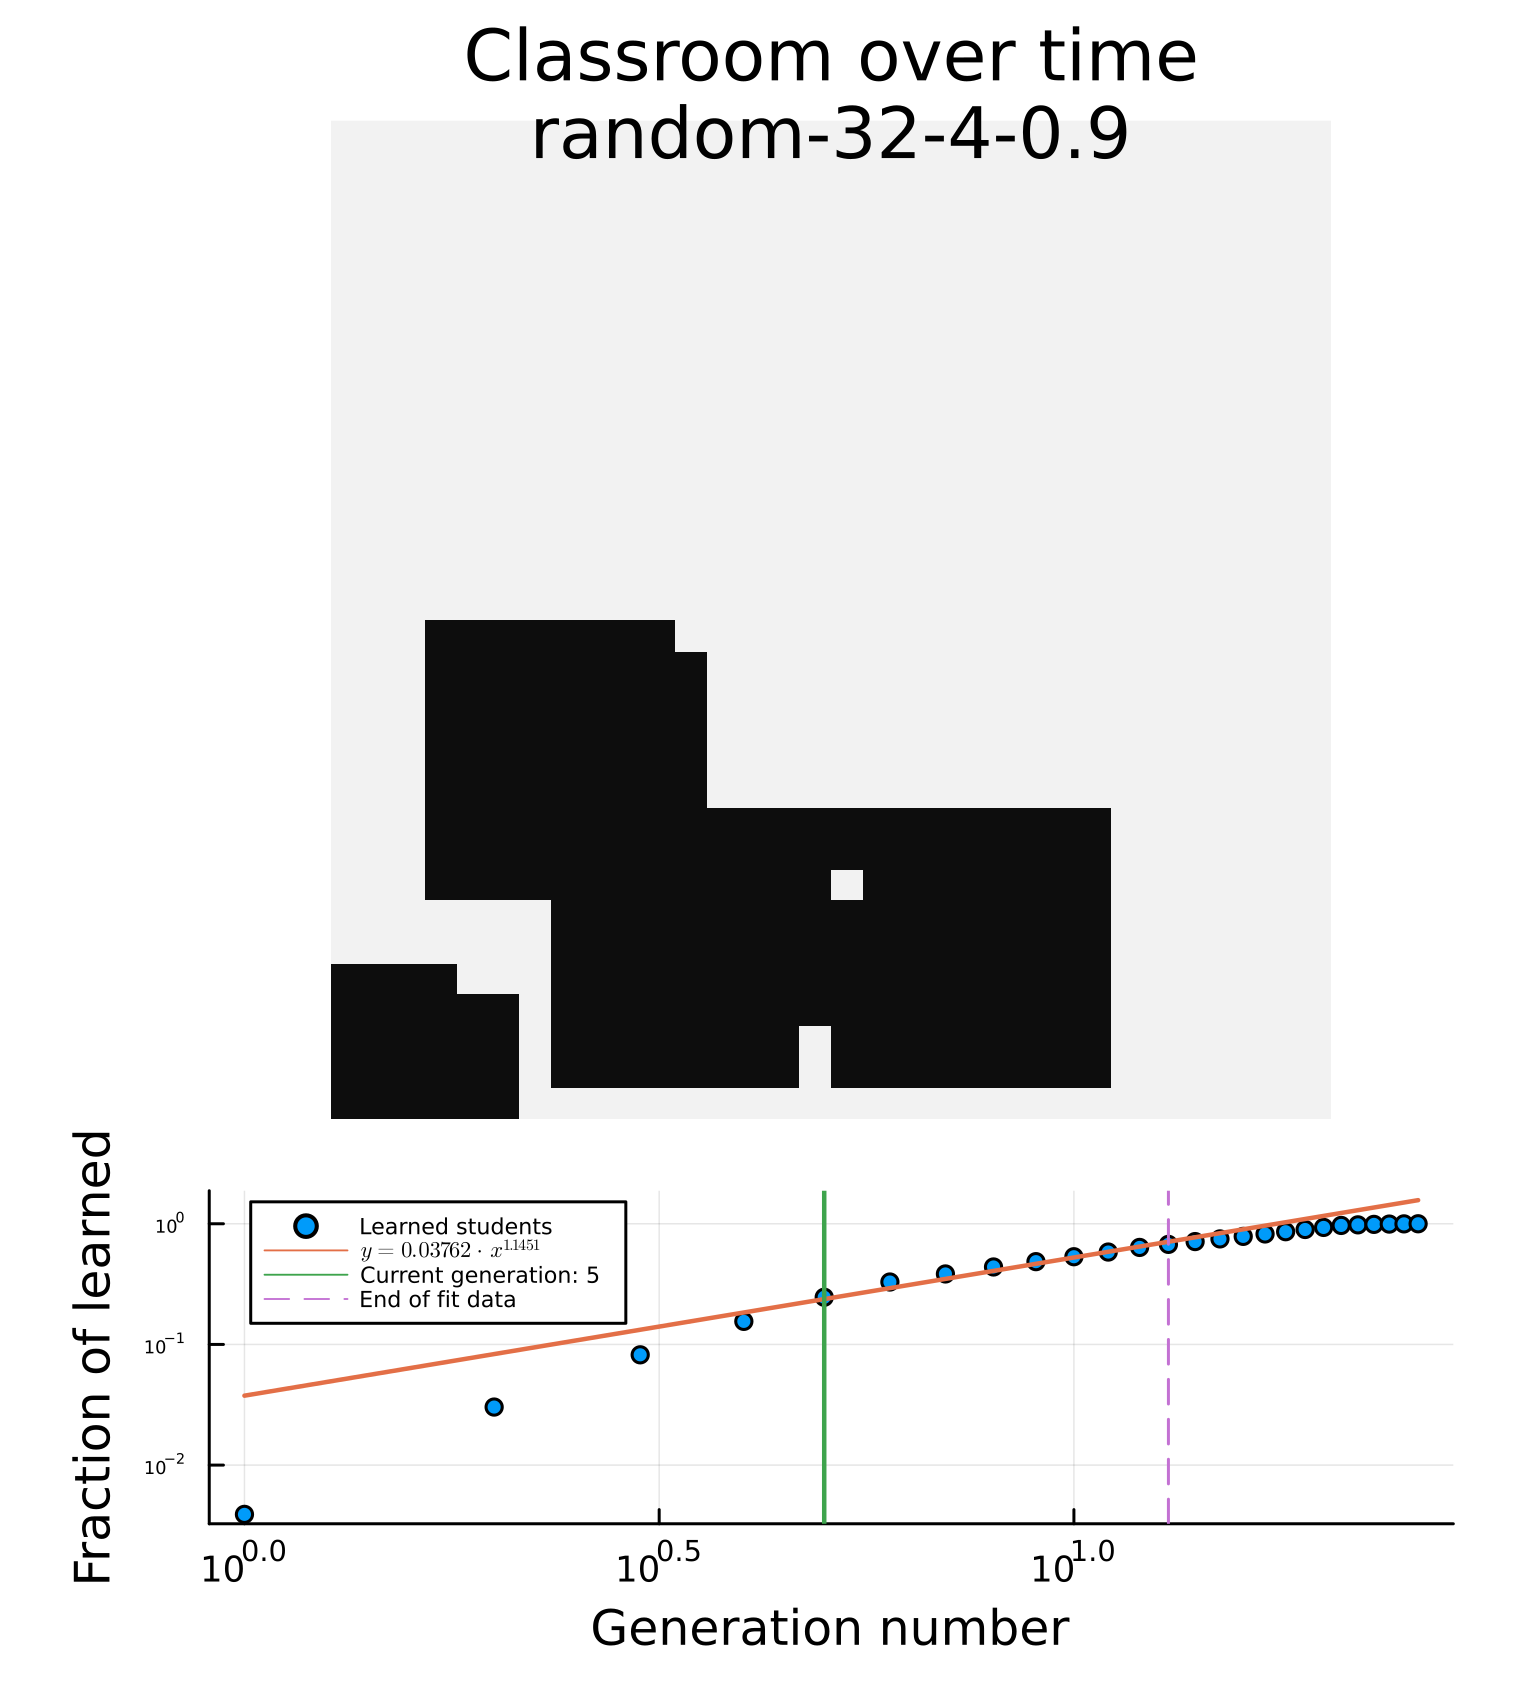 Classroom over time
random-32-4-0.9
Fraction of learned
10⁰
10⁻¹
10⁻²
Learned students
y = 0.03762 · x^1.1451
Current generation: 5
End of fit data
10^0.0
10^0.5
10^1.0
Generation number